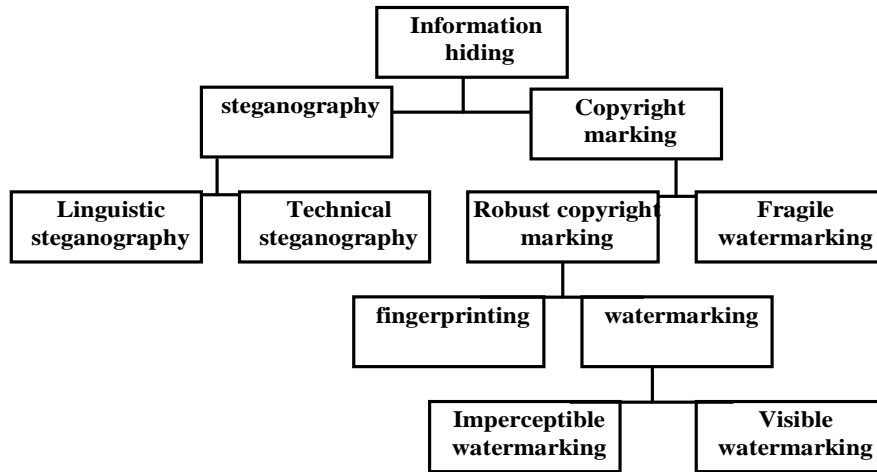 Information
hiding
steganography
Copyright
marking
Linguistic
steganography
Technical
steganography
Robust copyright
marking
Fragile
watermarking
fingerprinting
watermarking
Imperceptible
watermarking
Visible
watermarking